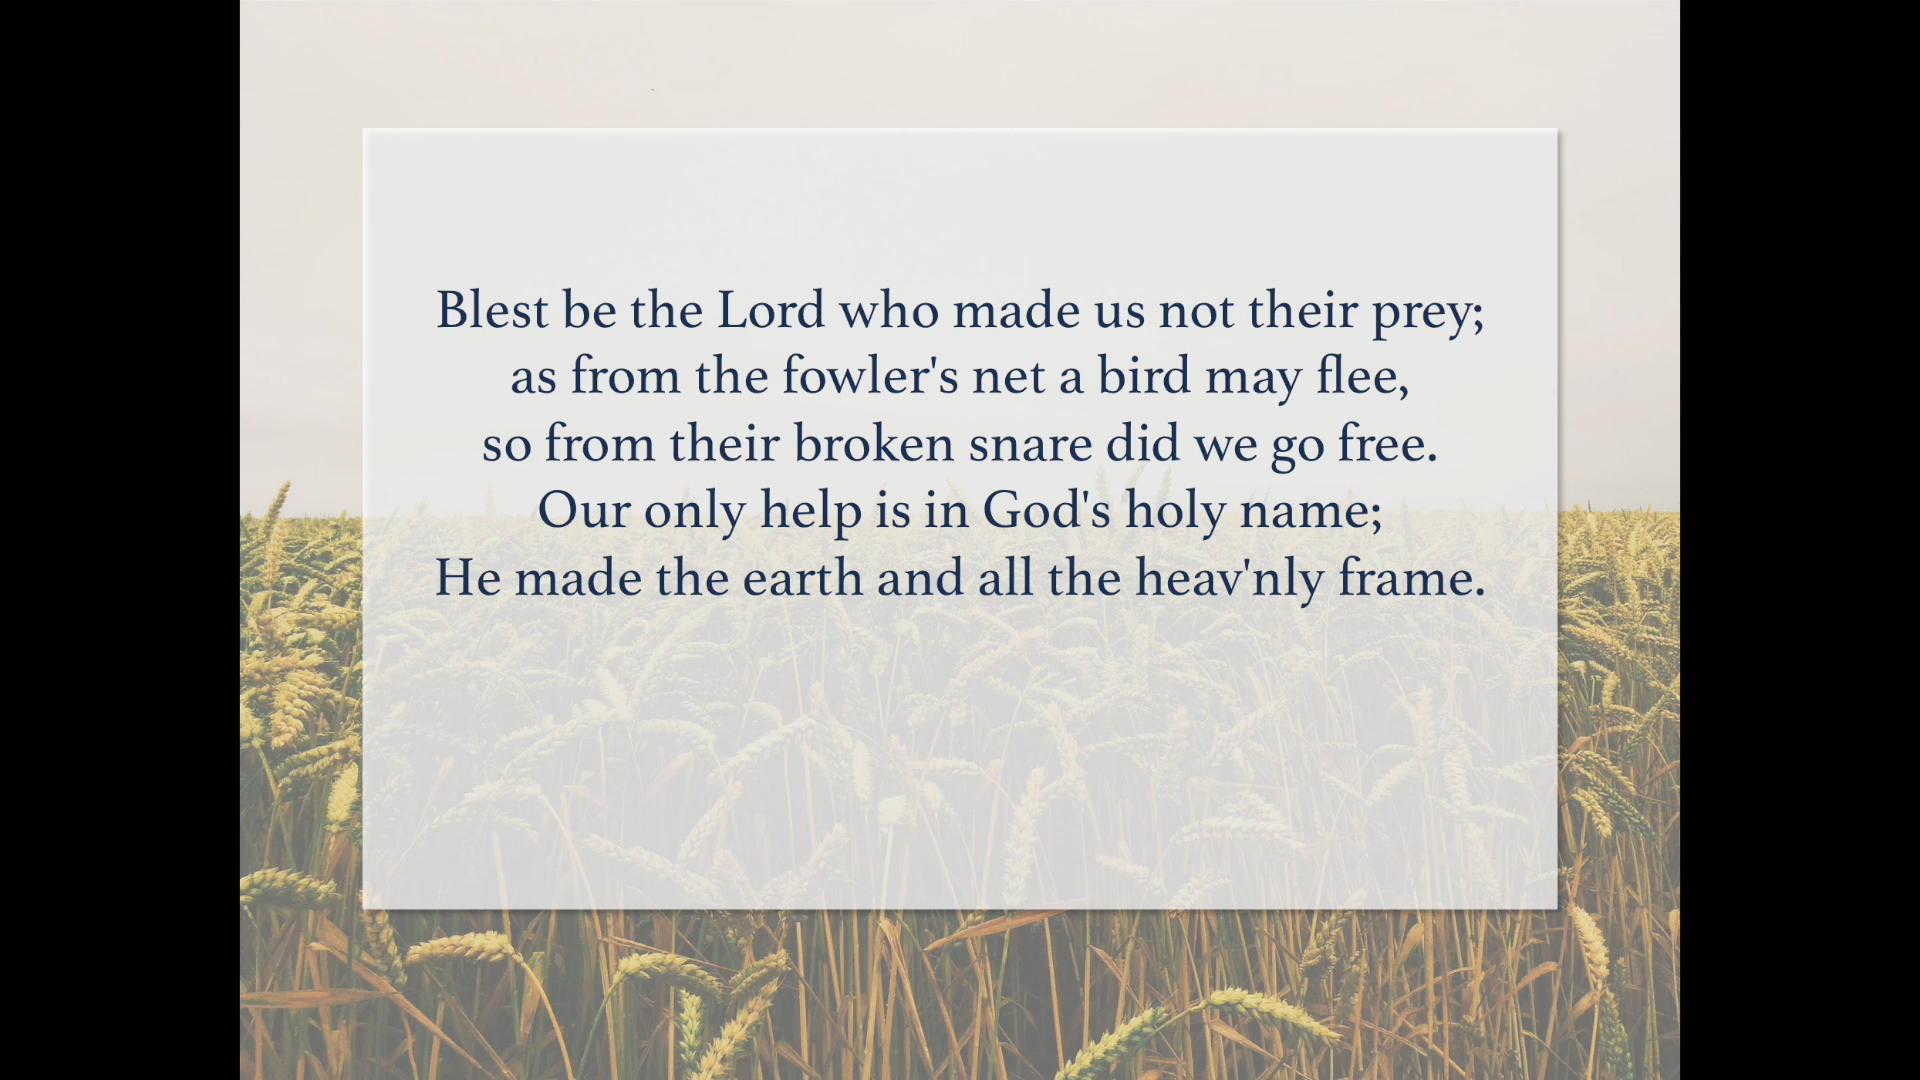 Blest be the Lord who made us not their prey;
as from the fowler's net a bird may flee,
so from their broken snare did we go free.
Our only help is in God's holy name;
He made the earth and all the heav'nly frame.